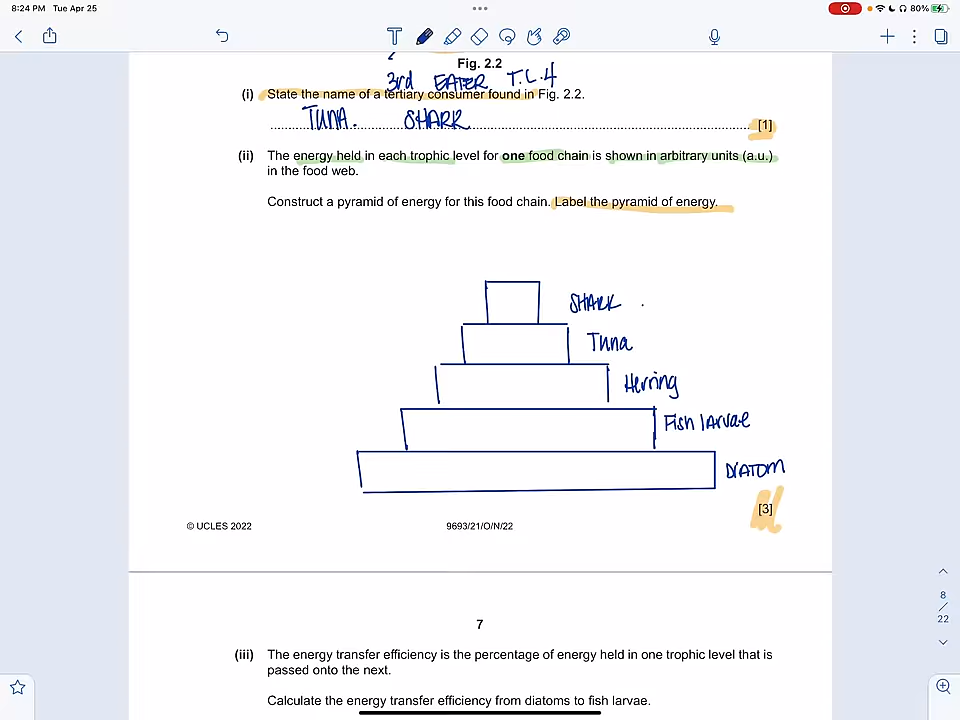 8:24 PM Tue Apr 25
80%
Fig. 2.2
3rd EATER T.L.4
(i) State the name of a tertiary consumer found in Fig. 2.2.
TUNA. SHARK [1]
(ii) The energy held in each trophic level for one food chain is shown in arbitrary units (a.u.)
in the food web.
Construct a pyramid of energy for this food chain. Label the pyramid of energy.
SHARK
Tuna
Herring
Fish larvae
DIATOM
[3]
© UCLES 2022 9693/21/O/N/22
8
/
22
7
(iii) The energy transfer efficiency is the percentage of energy held in one trophic level that is
passed onto the next.
Calculate the energy transfer efficiency from diatoms to fish larvae.